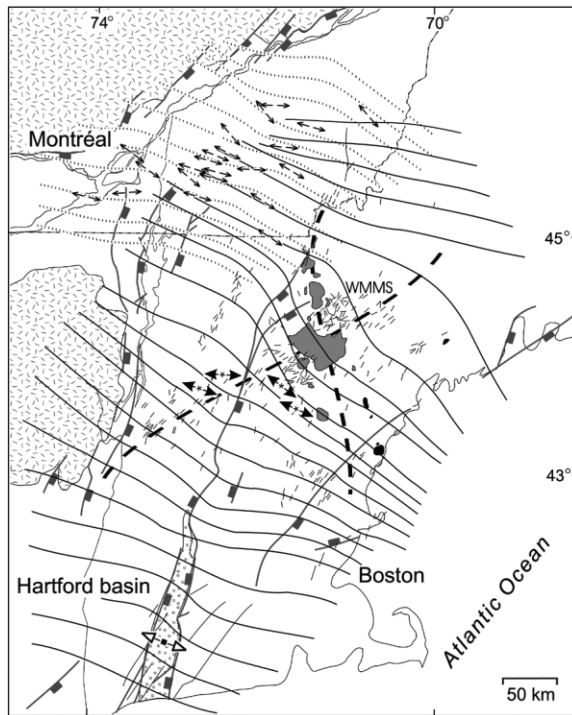 74°
70°
Montréal
45°
WMMS
43°
Hartford basin
Boston
Atlantic Ocean
50 km